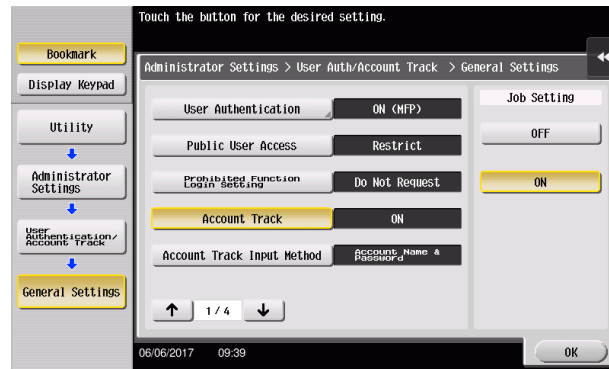 Touch the button for the desired setting.
Bookmark
Display Keypad
Utility
Administrator
Settings
User
Authentication/
Account Track
General Settings
Administrator Settings > User Auth/Account Track > General Settings
User Authentication ON (MFP)
Public User Access Restrict
Prohibited Function
Login Setting
Do Not Request
Account Track ON
Account Track Input Method
Account Name &
Password
↑ 1/4 ↓
Job Setting
OFF
ON
06/06/2017 09:39
OK